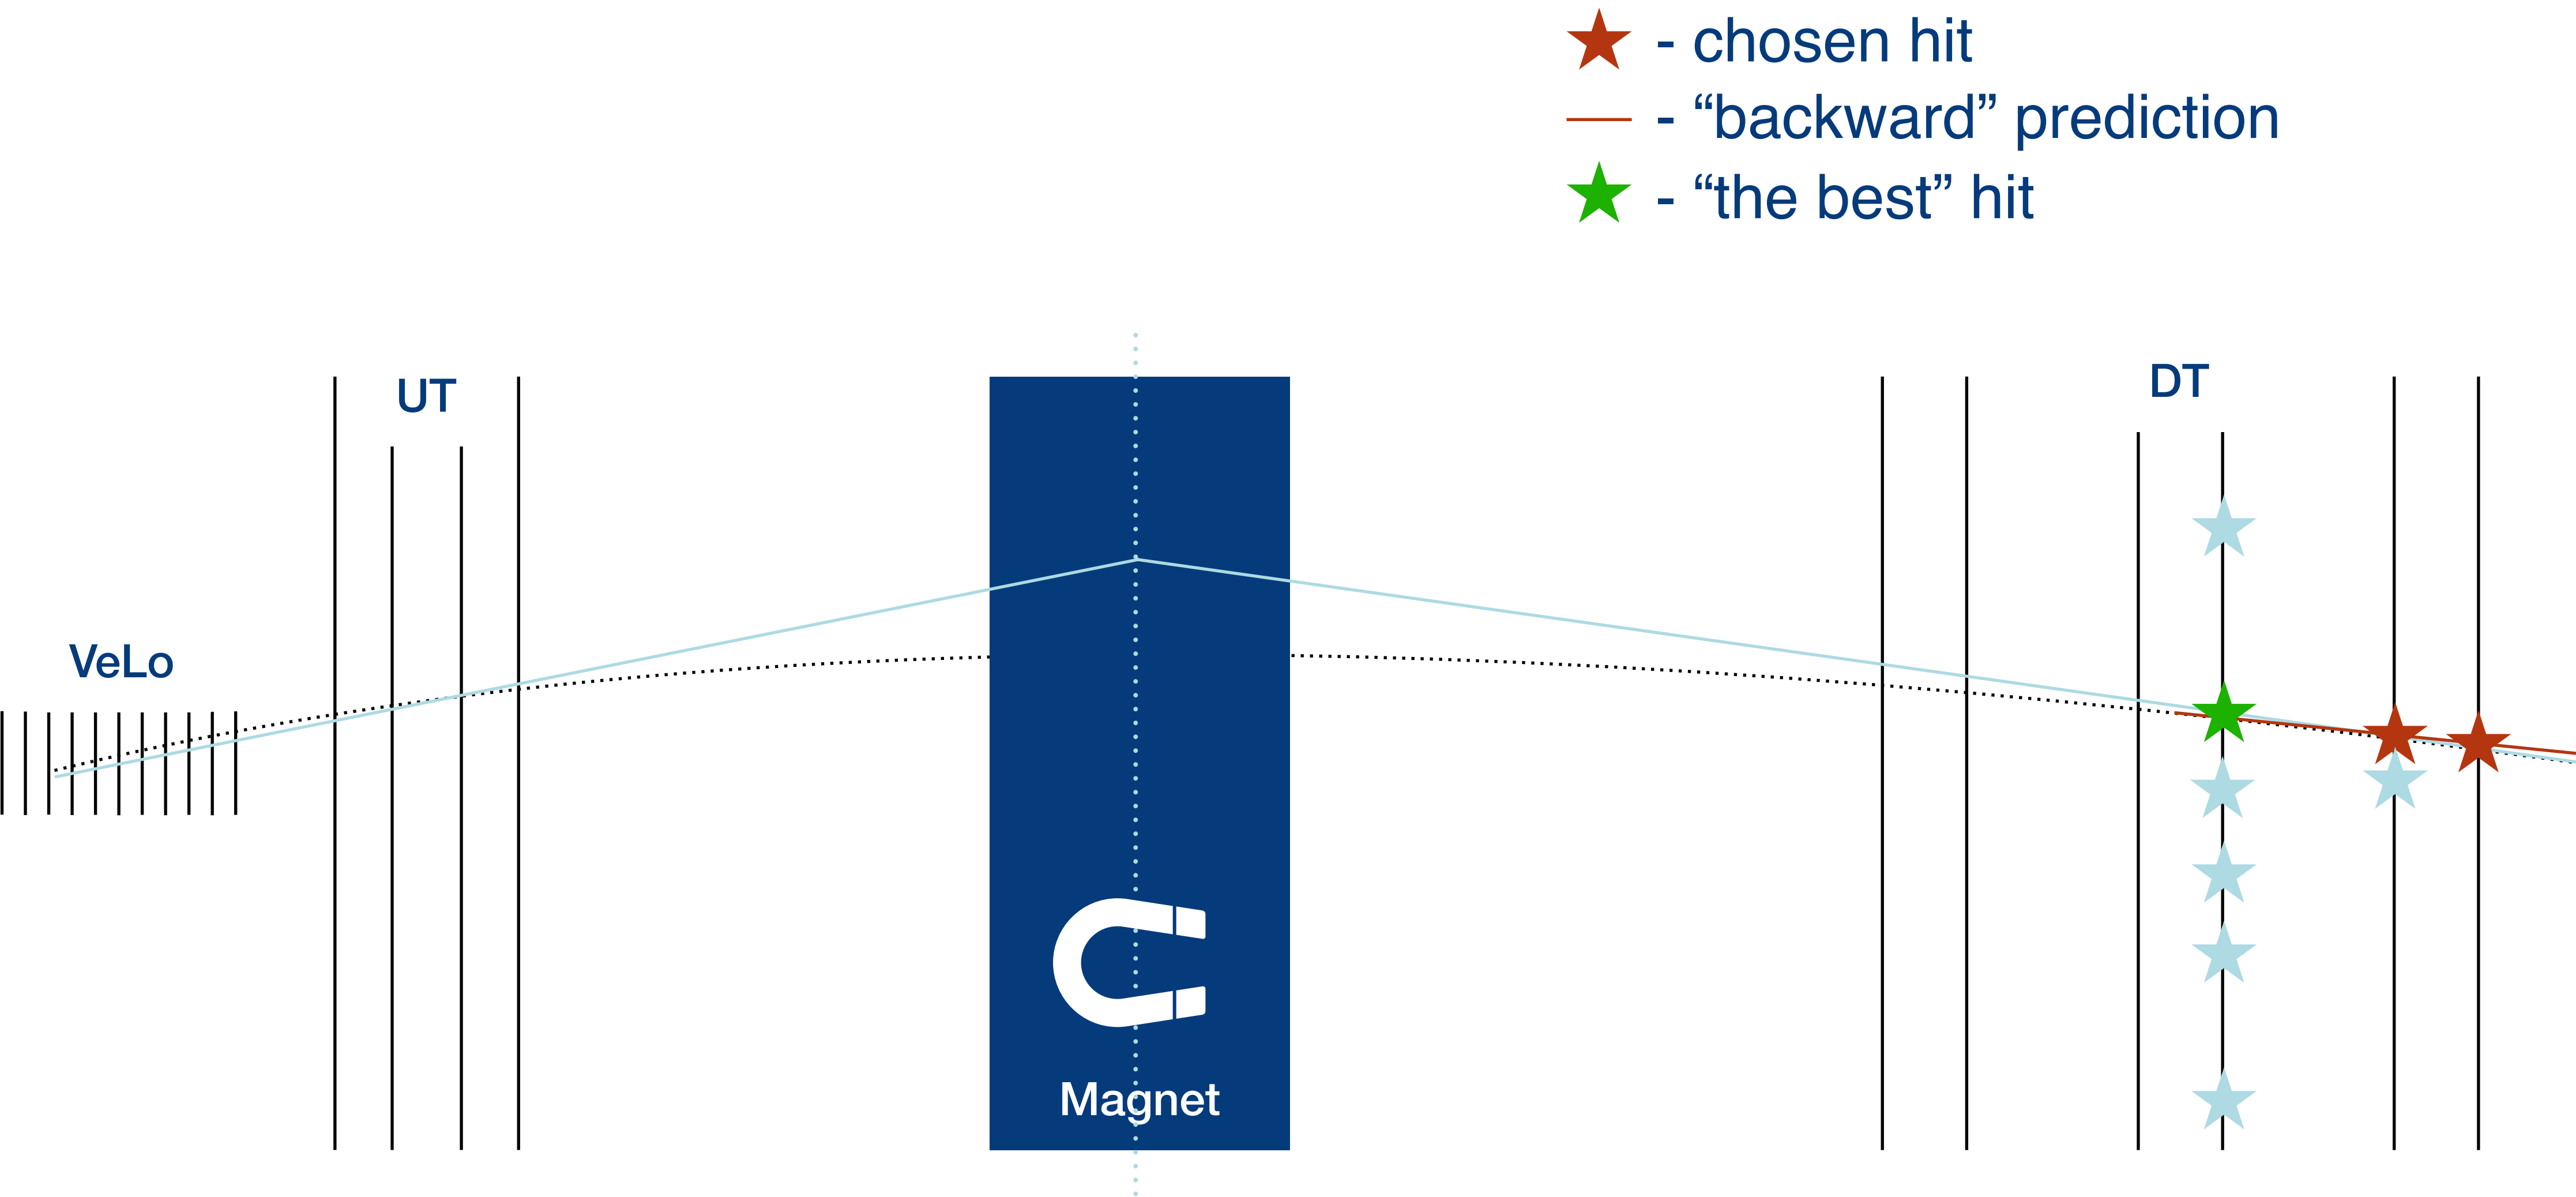 - chosen hit
- “backward” prediction
- “the best” hit
UT
DT
VeLo
Magnet